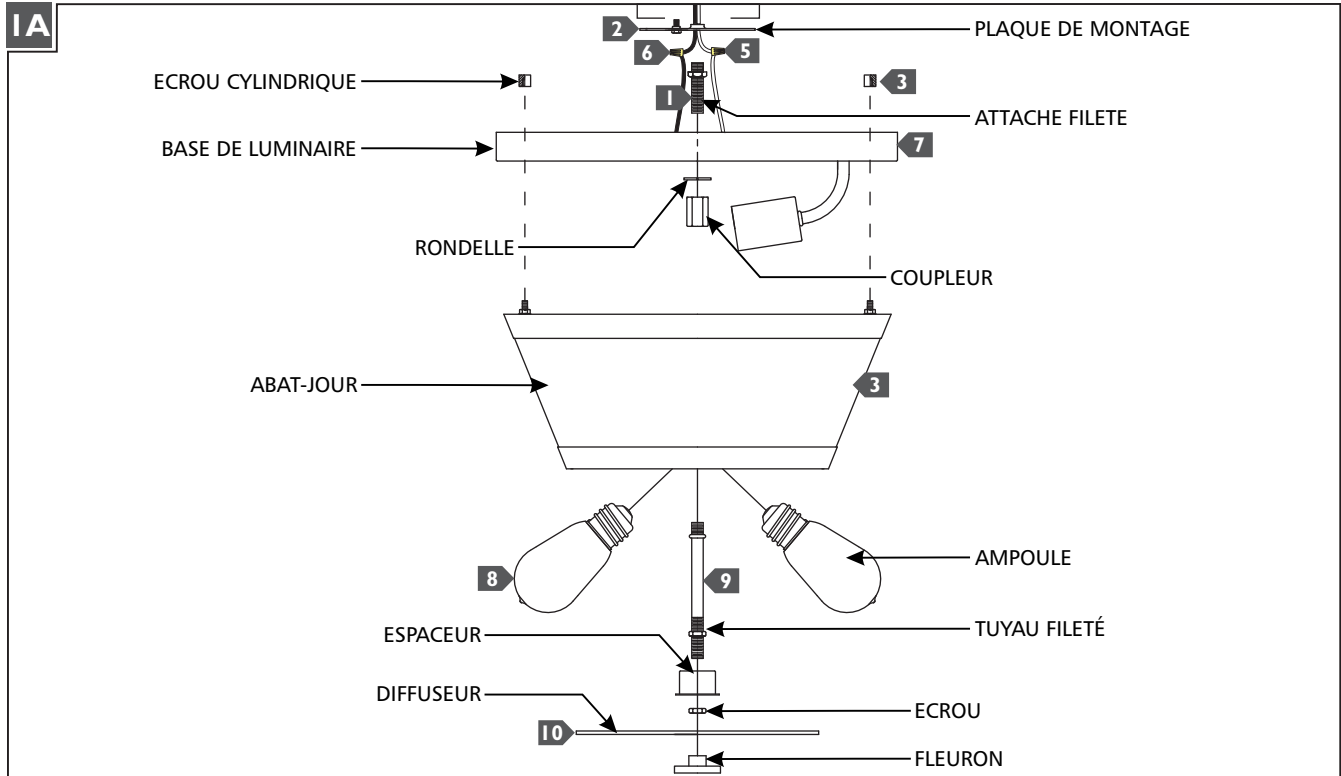 1A
2
PLAQUE DE MONTAGE
6
5
ECROU CYLINDRIQUE
3
1
ATTACHE FILETE
BASE DE LUMINAIRE
7
RONDELLE
COUPLEUR
ABAT-JOUR
3
AMPOULE
8
9
ESPACEUR
TUYAU FILETÉ
DIFFUSEUR
ECROU
10
FLEURON